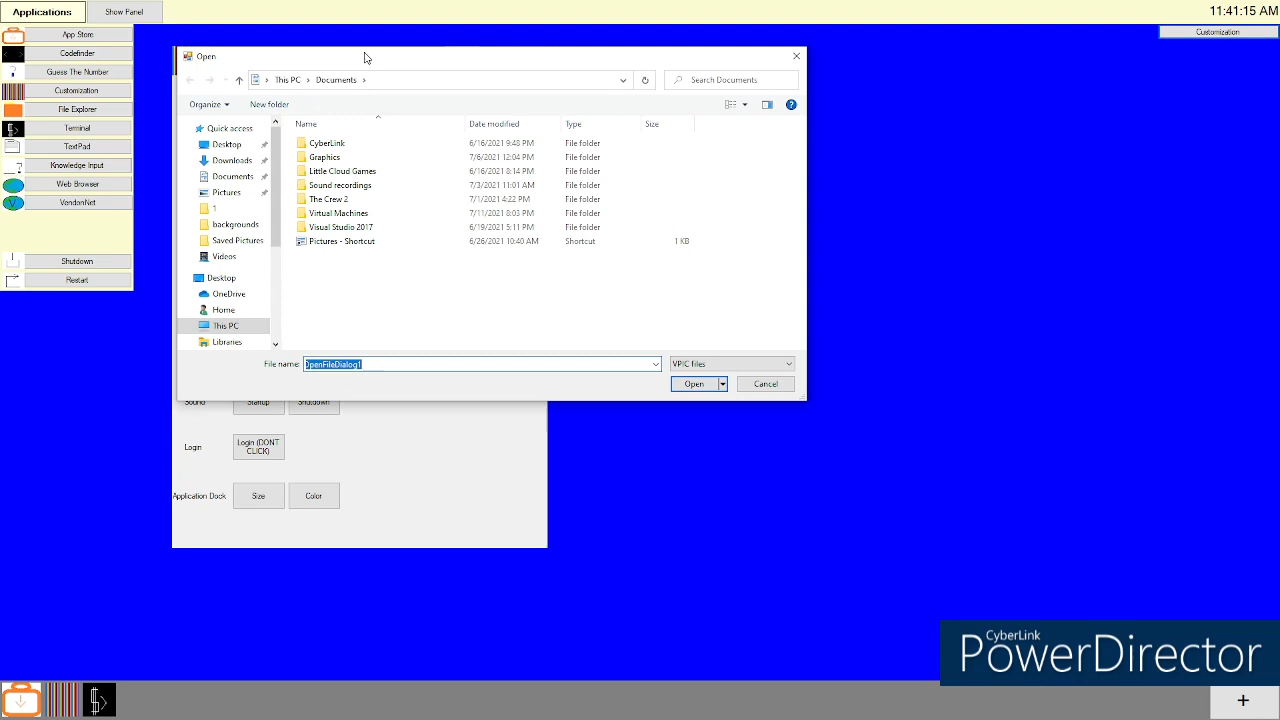 Applications
Show Panel
11:41:15 AM
App Store
Codefinder
Guess The Number
Customization
File Explorer
Terminal
TextPad
Knowledge Input
Web Browser
VendonNet
Shutdown
Restart
Customization
Open
This PC
Documents
Search Documents
Organize
New folder
Name Date modified Type Size
Quick access
Desktop
Downloads
Documents
Pictures
1
backgrounds
Saved Pictures
Videos
Desktop
OneDrive
Home
This PC
Libraries
CyberLink 6/16/2021 9:48 PM File folder
Graphics 7/6/2021 12:04 PM File folder
Little Cloud Games 6/16/2021 8:14 PM File folder
Sound recordings 7/3/2021 11:01 AM File folder
The Crew 2 7/1/2021 4:22 PM File folder
Virtual Machines 7/11/2021 8:03 PM File folder
Visual Studio 2017 6/19/2021 5:11 PM File folder
Pictures - Shortcut 6/26/2021 10:40 AM Shortcut 1 KB
File name: OpenFileDialog1
VPIC files
Open
Cancel
Sound Startup Shutdown
Login
Login (DONT
CLICK)
Application Dock Size Color
CyberLink
PowerDirector
+